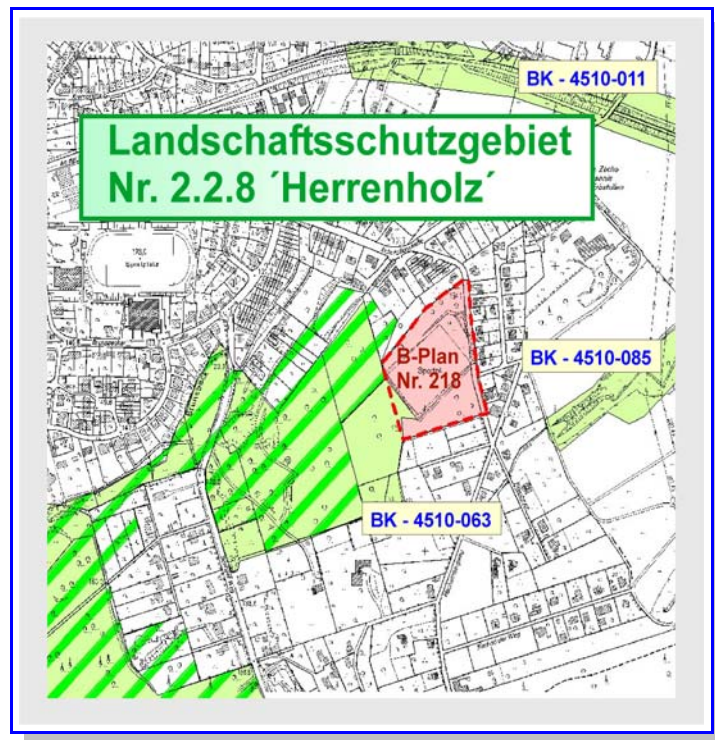 BK - 4510-011
Landschaftsschutzgebiet
Nr. 2.2.8 ´Herrenholz´
B-Plan
Nr. 218
BK - 4510-085
BK - 4510-063